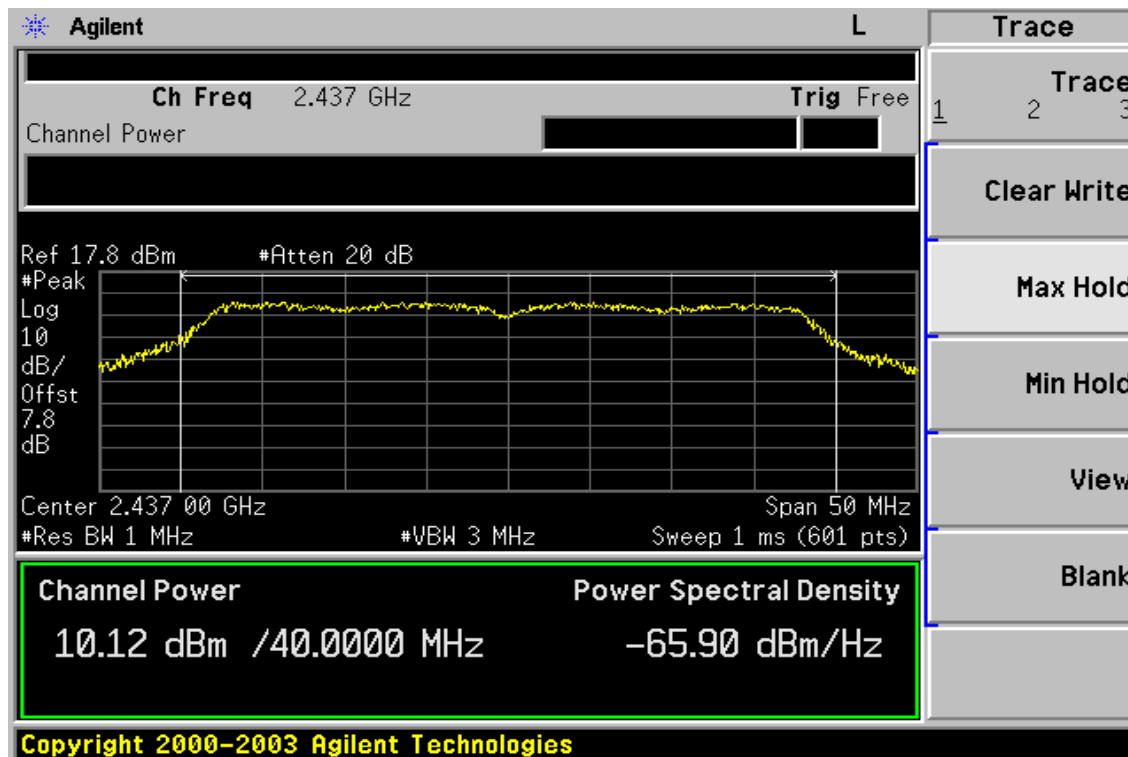 Agilent L Trace
Ch Freq 2.437 GHz Trig Free
Channel Power
Trace
1 2 3
Clear Write
Max Hold
Min Hold
View
Blank
Ref 17.8 dBm #Atten 20 dB
#Peak
Log
10
dB/
Offst
7.8
dB
Center 2.437 00 GHz Span 50 MHz
#Res BW 1 MHz #VBW 3 MHz Sweep 1 ms (601 pts)
Channel Power Power Spectral Density
10.12 dBm /40.0000 MHz -65.90 dBm/Hz
Copyright 2000-2003 Agilent Technologies